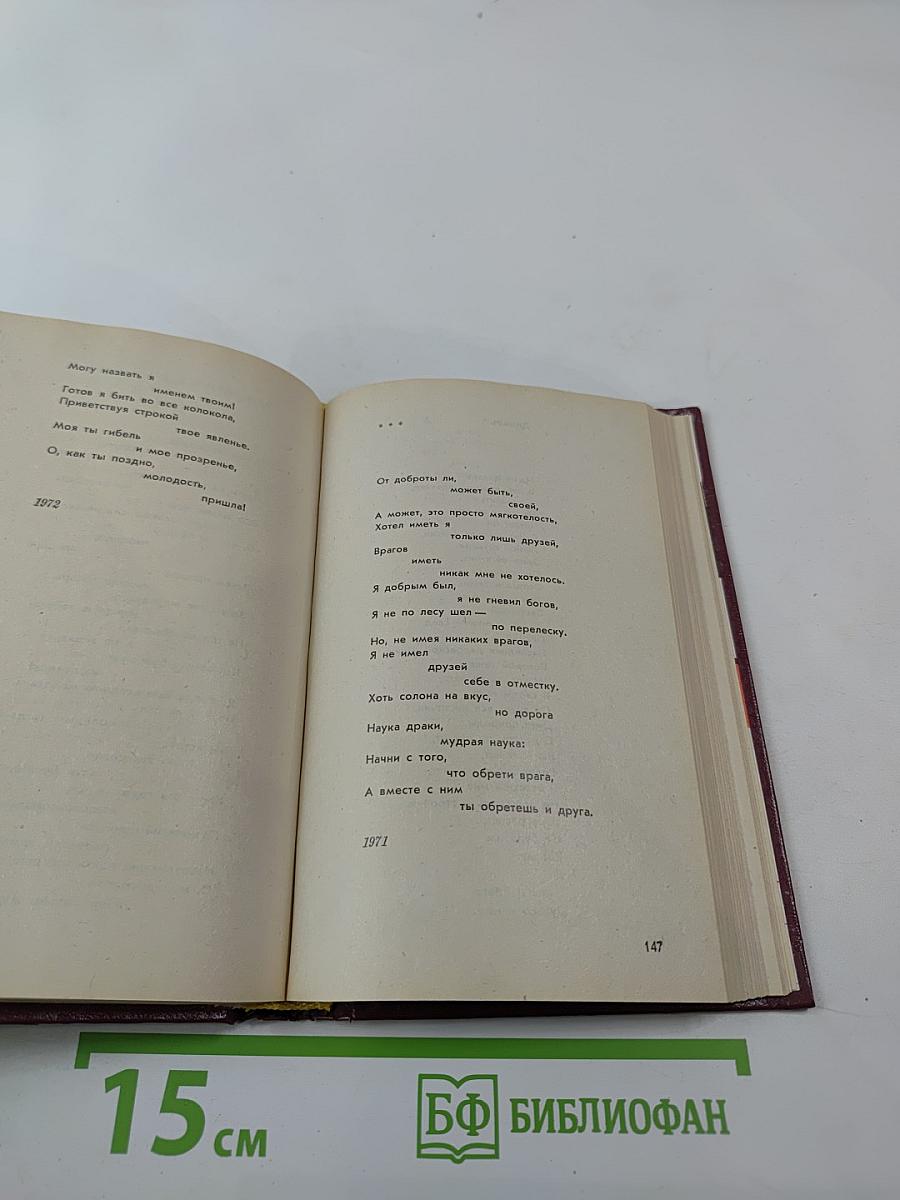 Могу назвать я
именем твоим!
Готов я бить во все колокола,
Приветствуя строкой
твое явленье.
Моя ты гибель
и мое прозренье,
О, как ты поздно,
молодость,
пришла!
1972
* * *
От доброты ли,
может быть,
своей,
А может, это просто мягкотелость,
Хотел иметь я
только лишь друзей,
Врагов
иметь
никак мне не хотелось.
Я добрым был,
я не гневил богов,
Я не по лесу шел —
по перелеску.
Но, не имея никаких врагов,
Я не имел
друзей
себе в отместку.
Хоть солона на вкус,
но дорога
Наука драки,
мудрая наука:
Начни с того,
что обрети врага,
А вместе с ним
ты обретешь и друга.
1971
147
15 см
БФ БИБЛИОФАН